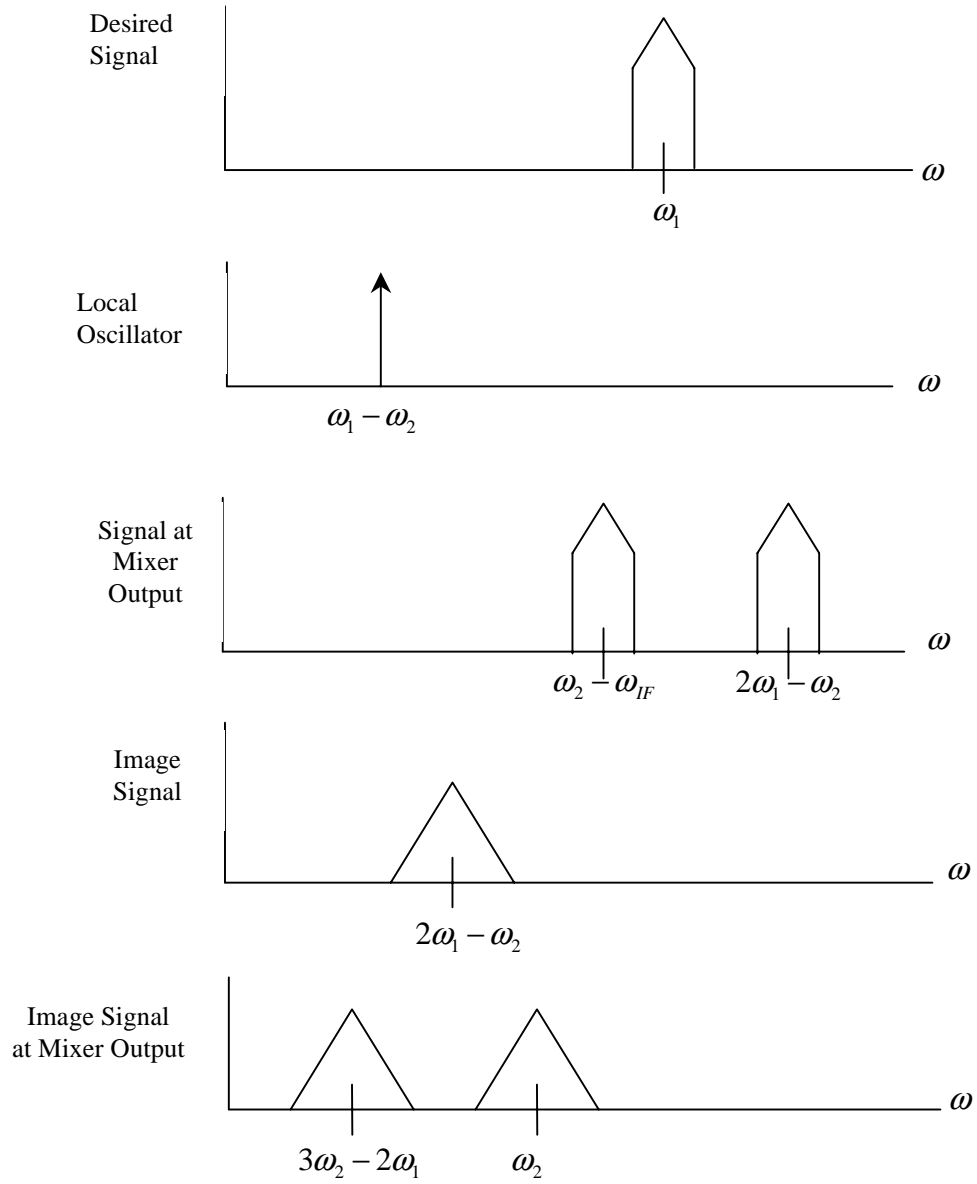 Desired
Signal
ω
ω₁
Local
Oscillator
ω
ω₁ − ω₂
Signal at
Mixer
Output
ω
ω₂ − ω_IF
2ω₁ − ω₂
Image
Signal
ω
2ω₁ − ω₂
Image Signal
at Mixer Output
ω
3ω₂ − 2ω₁
ω₂